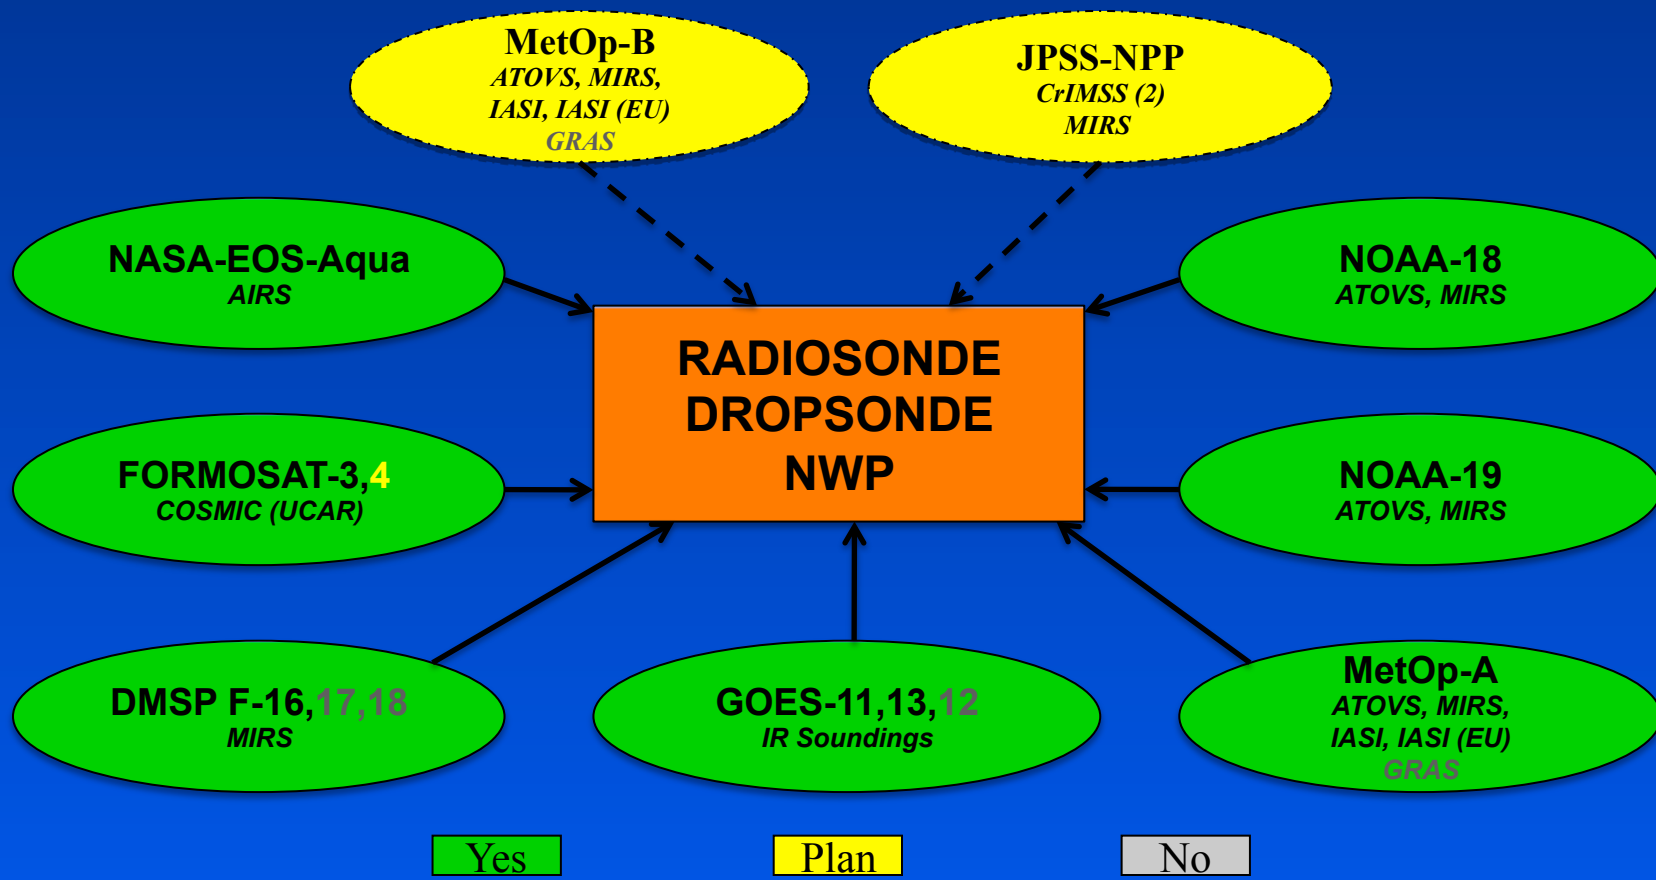 MetOp-B
ATOVS, MIRS,
IASI, IASI (EU)
GRAS
JPSS-NPP
CrIMSS (2)
MIRS
NASA-EOS-Aqua
AIRS
NOAA-18
ATOVS, MIRS
RADIOSONDE
DROPSONDE
NWP
FORMOSAT-3,4
COSMIC (UCAR)
NOAA-19
ATOVS, MIRS
DMSP F-16,17,18
MIRS
GOES-11,13,12
IR Soundings
MetOp-A
ATOVS, MIRS,
IASI, IASI (EU)
GRAS
Yes
Plan
No